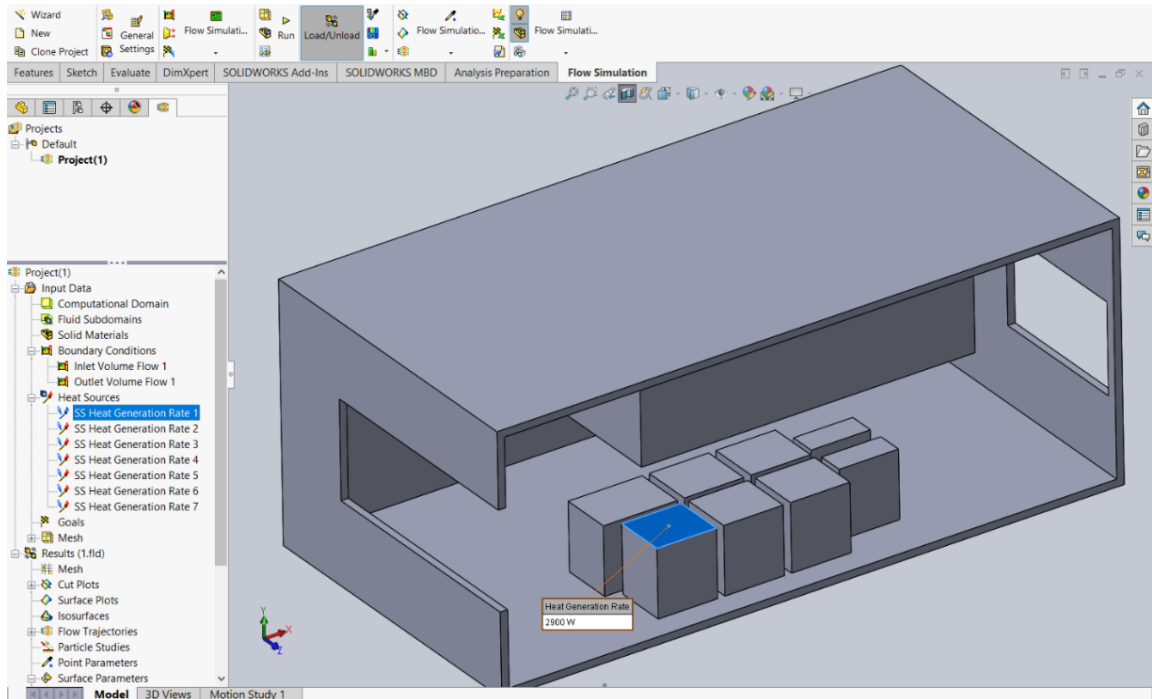 Wizard
New
Clone Project
General
Settings
Flow Simulati...
Run
Load/Unload
Flow Simulatio...
Flow Simulati...
Features Sketch Evaluate DimXpert SOLIDWORKS Add-Ins SOLIDWORKS MBD Analysis Preparation Flow Simulation
Projects
Default
Project(1)
Project(1)
Input Data
Computational Domain
Fluid Subdomains
Solid Materials
Boundary Conditions
Inlet Volume Flow 1
Outlet Volume Flow 1
Heat Sources
SS Heat Generation Rate 1
SS Heat Generation Rate 2
SS Heat Generation Rate 3
SS Heat Generation Rate 4
SS Heat Generation Rate 5
SS Heat Generation Rate 6
SS Heat Generation Rate 7
Goals
Mesh
Results (1.fld)
Mesh
Cut Plots
Surface Plots
Isosurfaces
Flow Trajectories
Particle Studies
Point Parameters
Surface Parameters
Heat Generation Rate
2900 W
Y
X
Z
Model 3D Views Motion Study 1